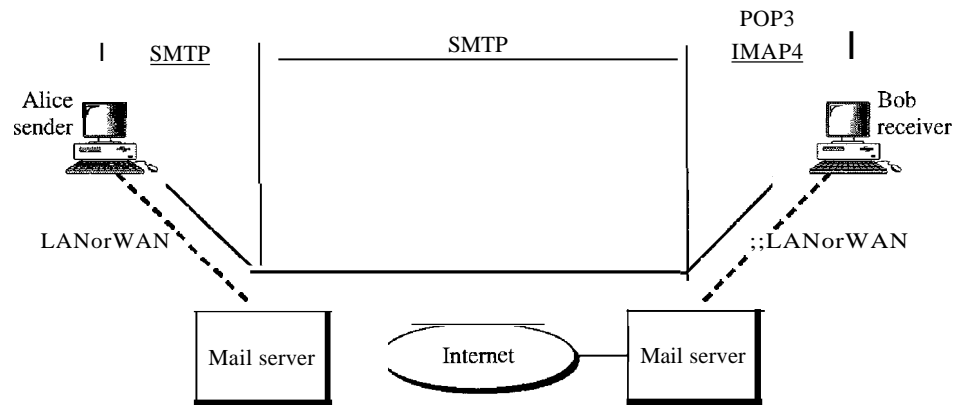 POP3
SMTP
SMTP
IMAP4
Alice
sender
Bob
receiver
LANorWAN
;;LANorWAN
Mail server
Internet
Mail server